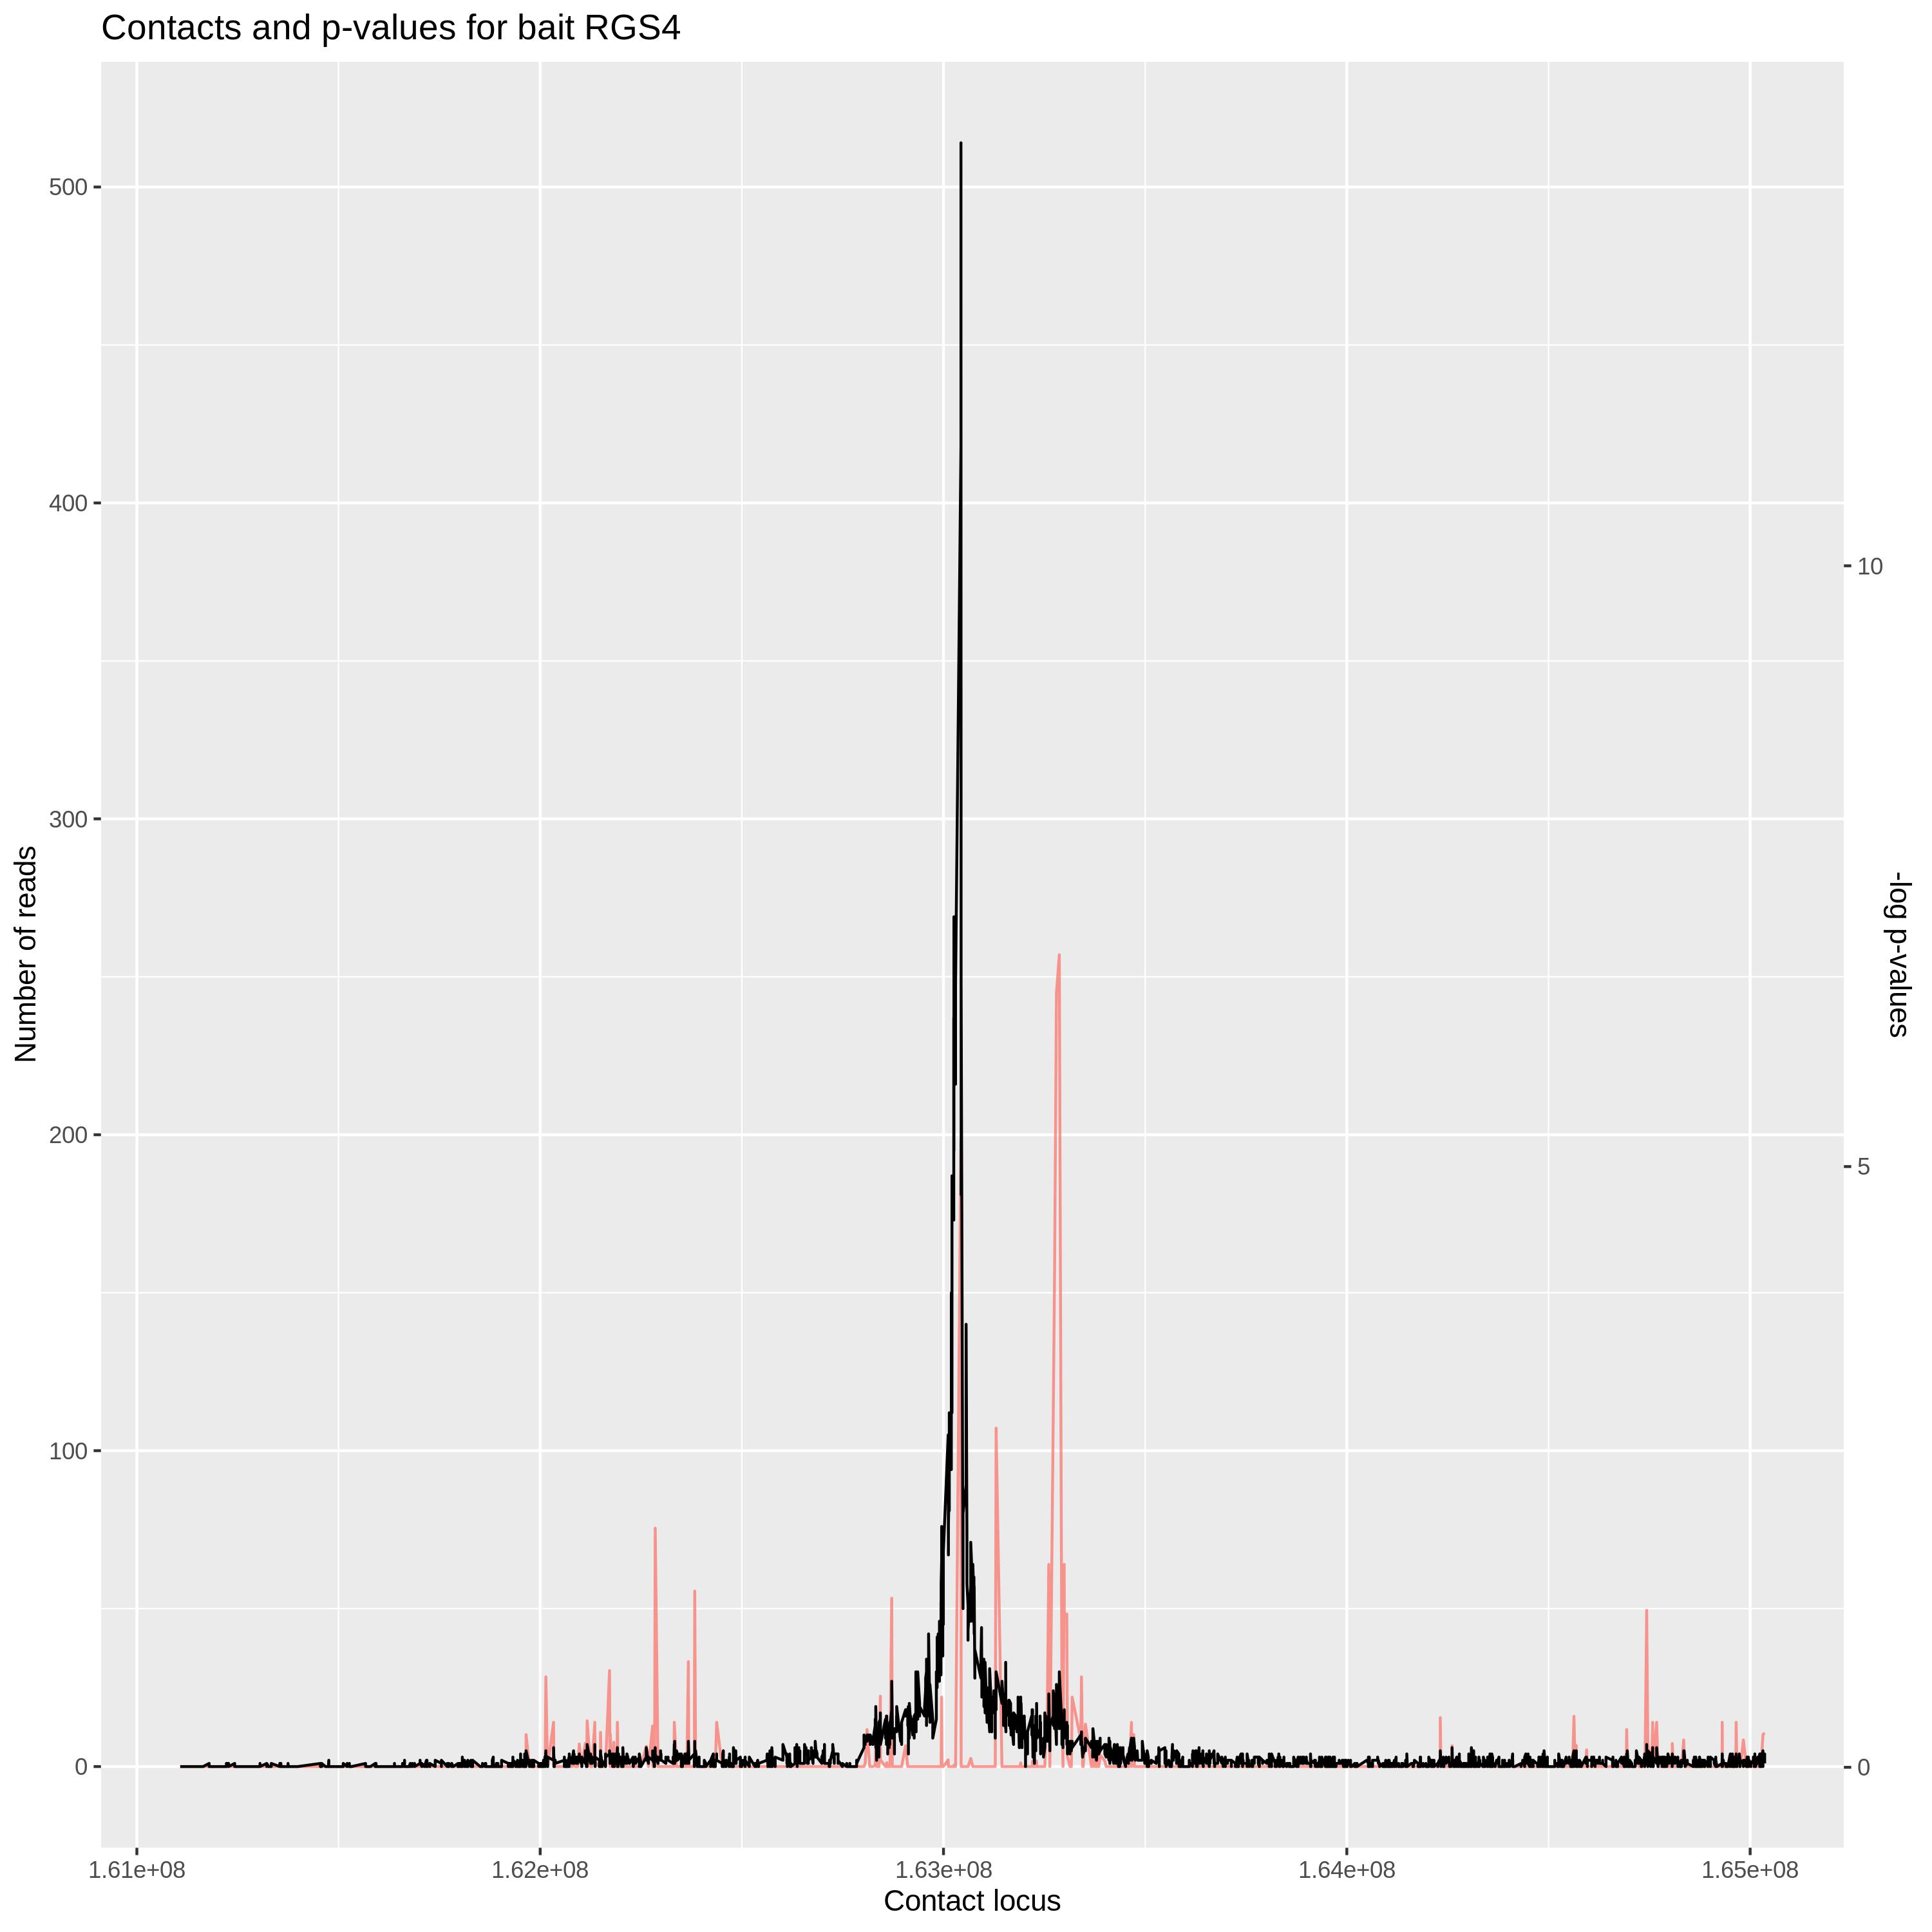 Contacts and p-values for bait RGS4
500
400
300
200
100
0
Number of reads
10
5
0
-log p-values
1.61e+08
1.62e+08
1.63e+08
1.64e+08
1.65e+08
Contact locus